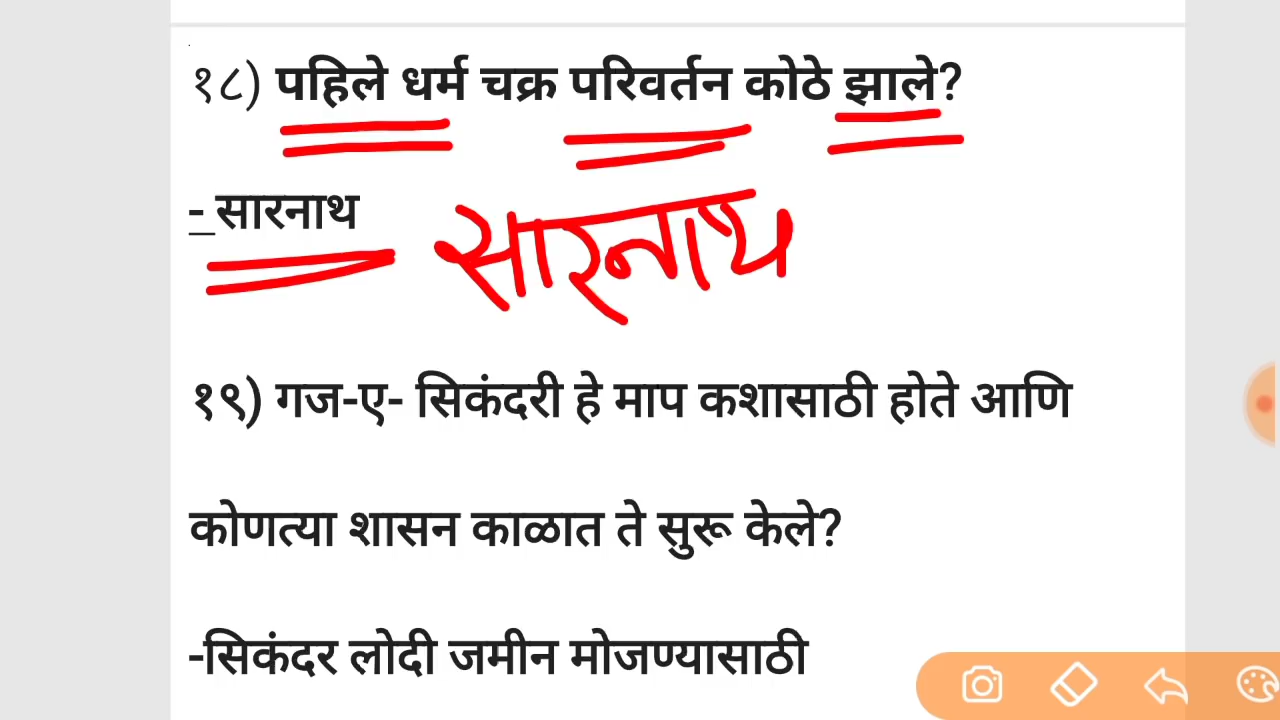 १८) पहिले धर्म चक्र परिवर्तन कोठे झाले?
- सारनाथ
सारनाथ
१९) गज-ए- सिकंदरी हे माप कशासाठी होते आणि
कोणत्या शासन काळात ते सुरू केले?
-सिकंदर लोदी जमीन मोजण्यासाठी